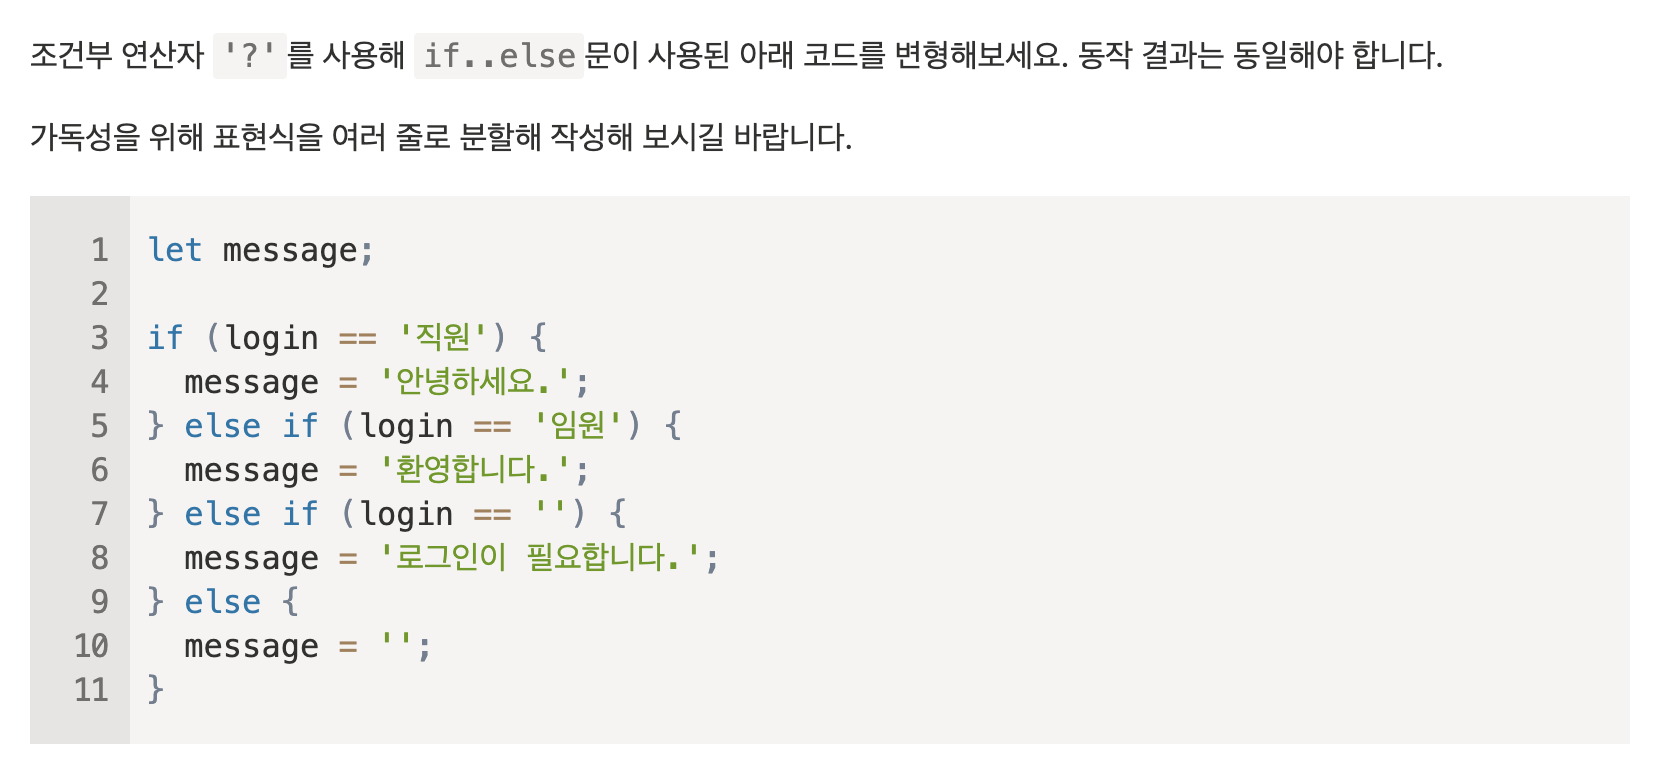 조건부 연산자 '?'를 사용해 if..else문이 사용된 아래 코드를 변형해보세요. 동작 결과는 동일해야 합니다.
가독성을 위해 표현식을 여러 줄로 분할해 작성해 보시길 바랍니다.
1 let message;
2
3 if (login == '직원') {
4   message = '안녕하세요.';
5 } else if (login == '임원') {
6   message = '환영합니다.';
7 } else if (login == '') {
8   message = '로그인이 필요합니다.';
9 } else {
10   message = '';
11 }